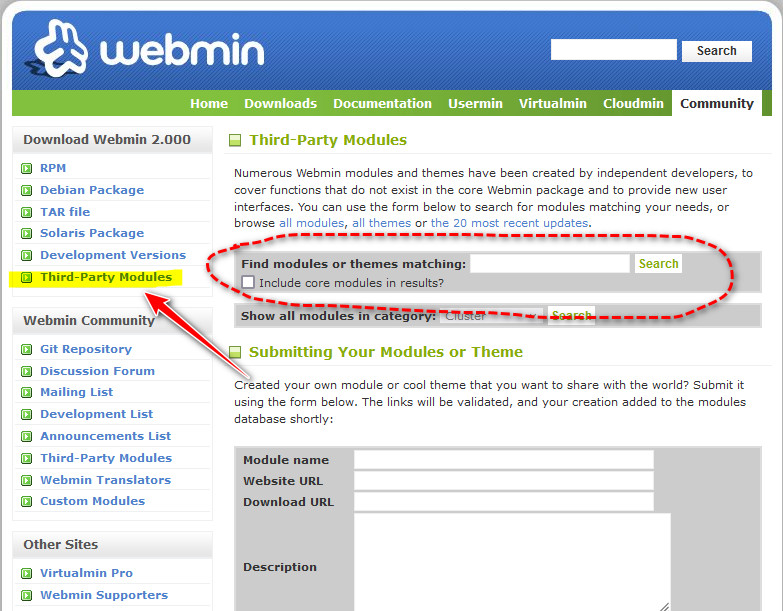 webmin
Search
Home Downloads Documentation Usermin Virtualmin Cloudmin Community
Download Webmin 2.000
RPM
Debian Package
TAR file
Solaris Package
Development Versions
Third-Party Modules
Webmin Community
Git Repository
Discussion Forum
Mailing List
Development List
Announcements List
Third-Party Modules
Webmin Translators
Custom Modules
Other Sites
Virtualmin Pro
Webmin Supporters
Third-Party Modules
Numerous Webmin modules and themes have been created by independent developers, to
cover functions that do not exist in the core Webmin package and to provide new user
interfaces. You can use the form below to search for modules matching your needs, or
browse all modules, all themes or the 20 most recent updates.
Find modules or themes matching: Search
Include core modules in results?
Show all modules in category: Cluster Search
Submitting Your Modules or Theme
Created your own module or cool theme that you want to share with the world? Submit it
using the form below. The links will be validated, and your creation added to the modules
database shortly:
Module name
Website URL
Download URL
Description